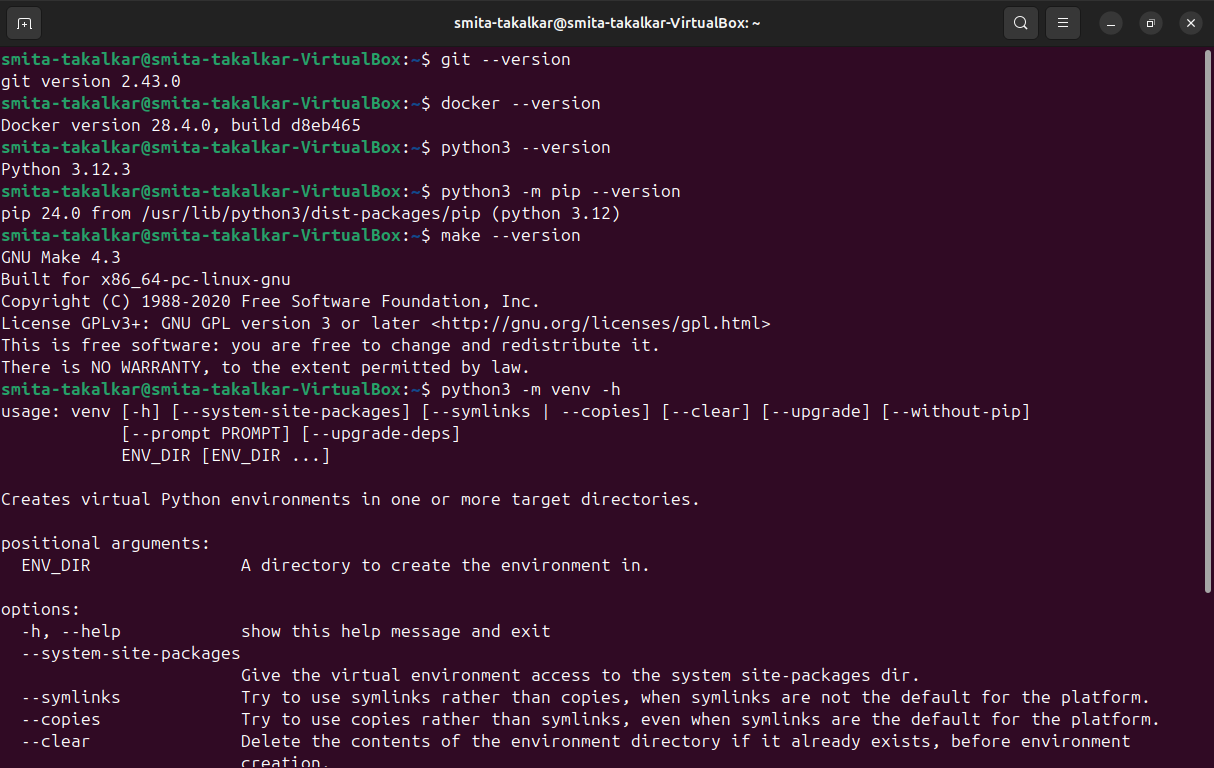 smita-takalkar@smita-takalkar-VirtualBox: ~
smita-takalkar@smita-takalkar-VirtualBox:~$ git --version
git version 2.43.0
smita-takalkar@smita-takalkar-VirtualBox:~$ docker --version
Docker version 28.4.0, build d8eb465
smita-takalkar@smita-takalkar-VirtualBox:~$ python3 --version
Python 3.12.3
smita-takalkar@smita-takalkar-VirtualBox:~$ python3 -m pip --version
pip 24.0 from /usr/lib/python3/dist-packages/pip (python 3.12)
smita-takalkar@smita-takalkar-VirtualBox:~$ make --version
GNU Make 4.3
Built for x86_64-pc-linux-gnu
Copyright (C) 1988-2020 Free Software Foundation, Inc.
License GPLv3+: GNU GPL version 3 or later <http://gnu.org/licenses/gpl.html>
This is free software: you are free to change and redistribute it.
There is NO WARRANTY, to the extent permitted by law.
smita-takalkar@smita-takalkar-VirtualBox:~$ python3 -m venv -h
usage: venv [-h] [--system-site-packages] [--symlinks | --copies] [--clear] [--upgrade] [--without-pip]
            [--prompt PROMPT] [--upgrade-deps]
            ENV_DIR [ENV_DIR ...]

Creates virtual Python environments in one or more target directories.

positional arguments:
  ENV_DIR               A directory to create the environment in.

options:
  -h, --help            show this help message and exit
  --system-site-packages
                        Give the virtual environment access to the system site-packages dir.
  --symlinks            Try to use symlinks rather than copies, when symlinks are not the default for the platform.
  --copies              Try to use copies rather than symlinks, even when symlinks are the default for the platform.
  --clear               Delete the contents of the environment directory if it already exists, before environment
                        creation.